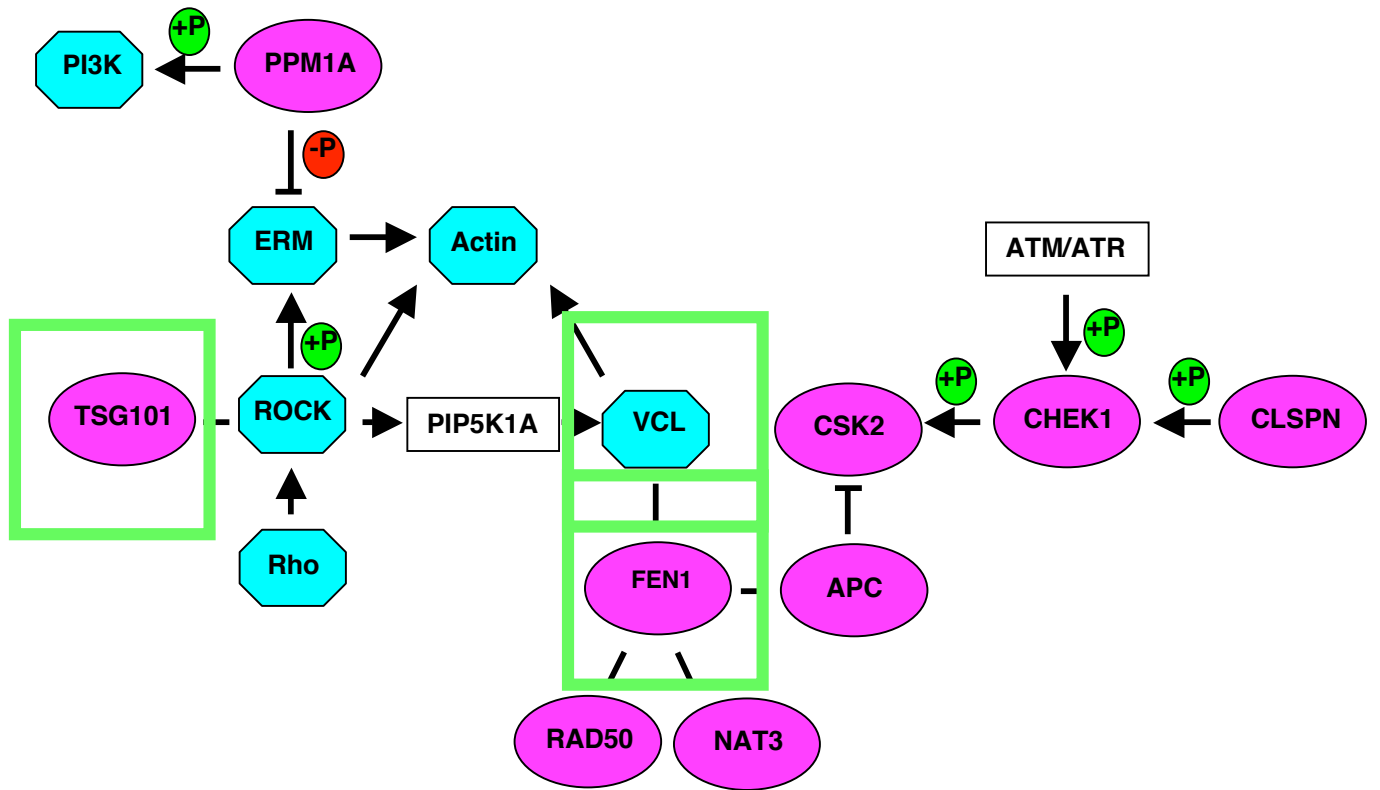 +P
PI3K
PPM1A
-P
ERM
Actin
ATM/ATR
+P
+P
+P
+P
TSG101
ROCK
PIP5K1A
VCL
CSK2
CHEK1
CLSPN
Rho
FEN1
APC
RAD50
NAT3